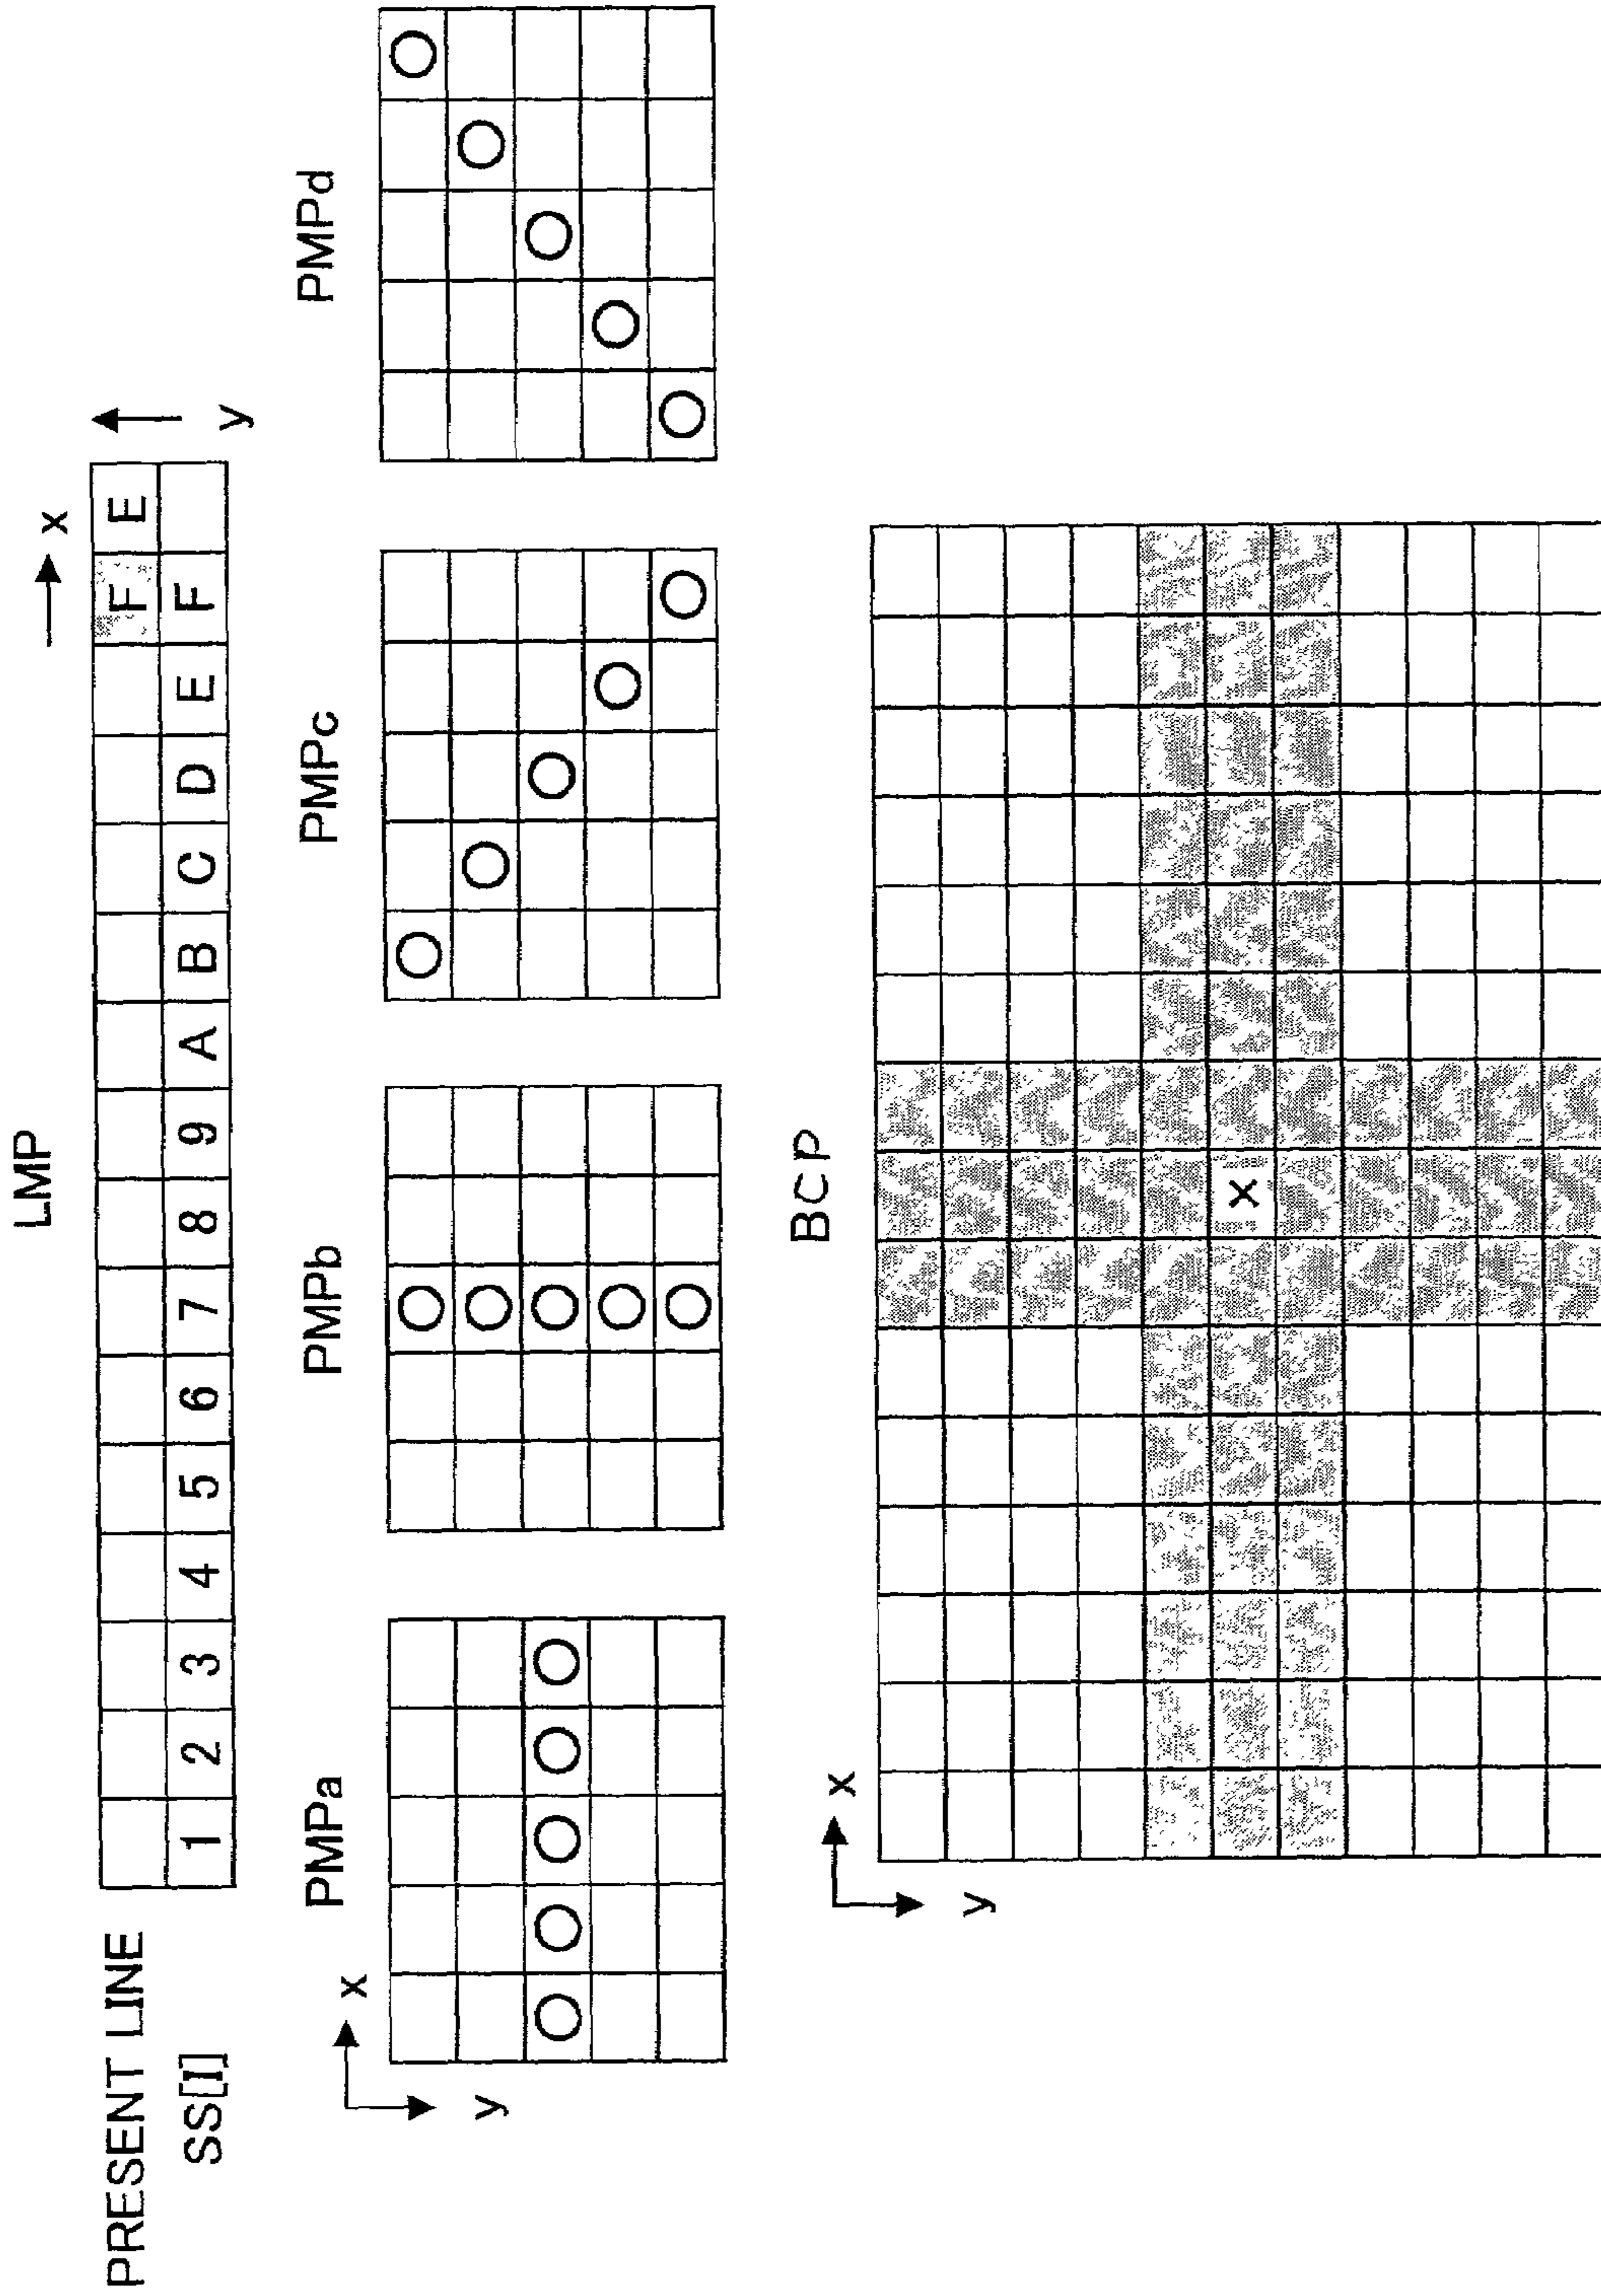 LMP
x
PRESENT LINE F E
SS[I] 1 2 3 4 5 6 7 8 9 A B C D E F
y
PMPa PMPb PMPc PMPd
x
y
BCP
x
y
x